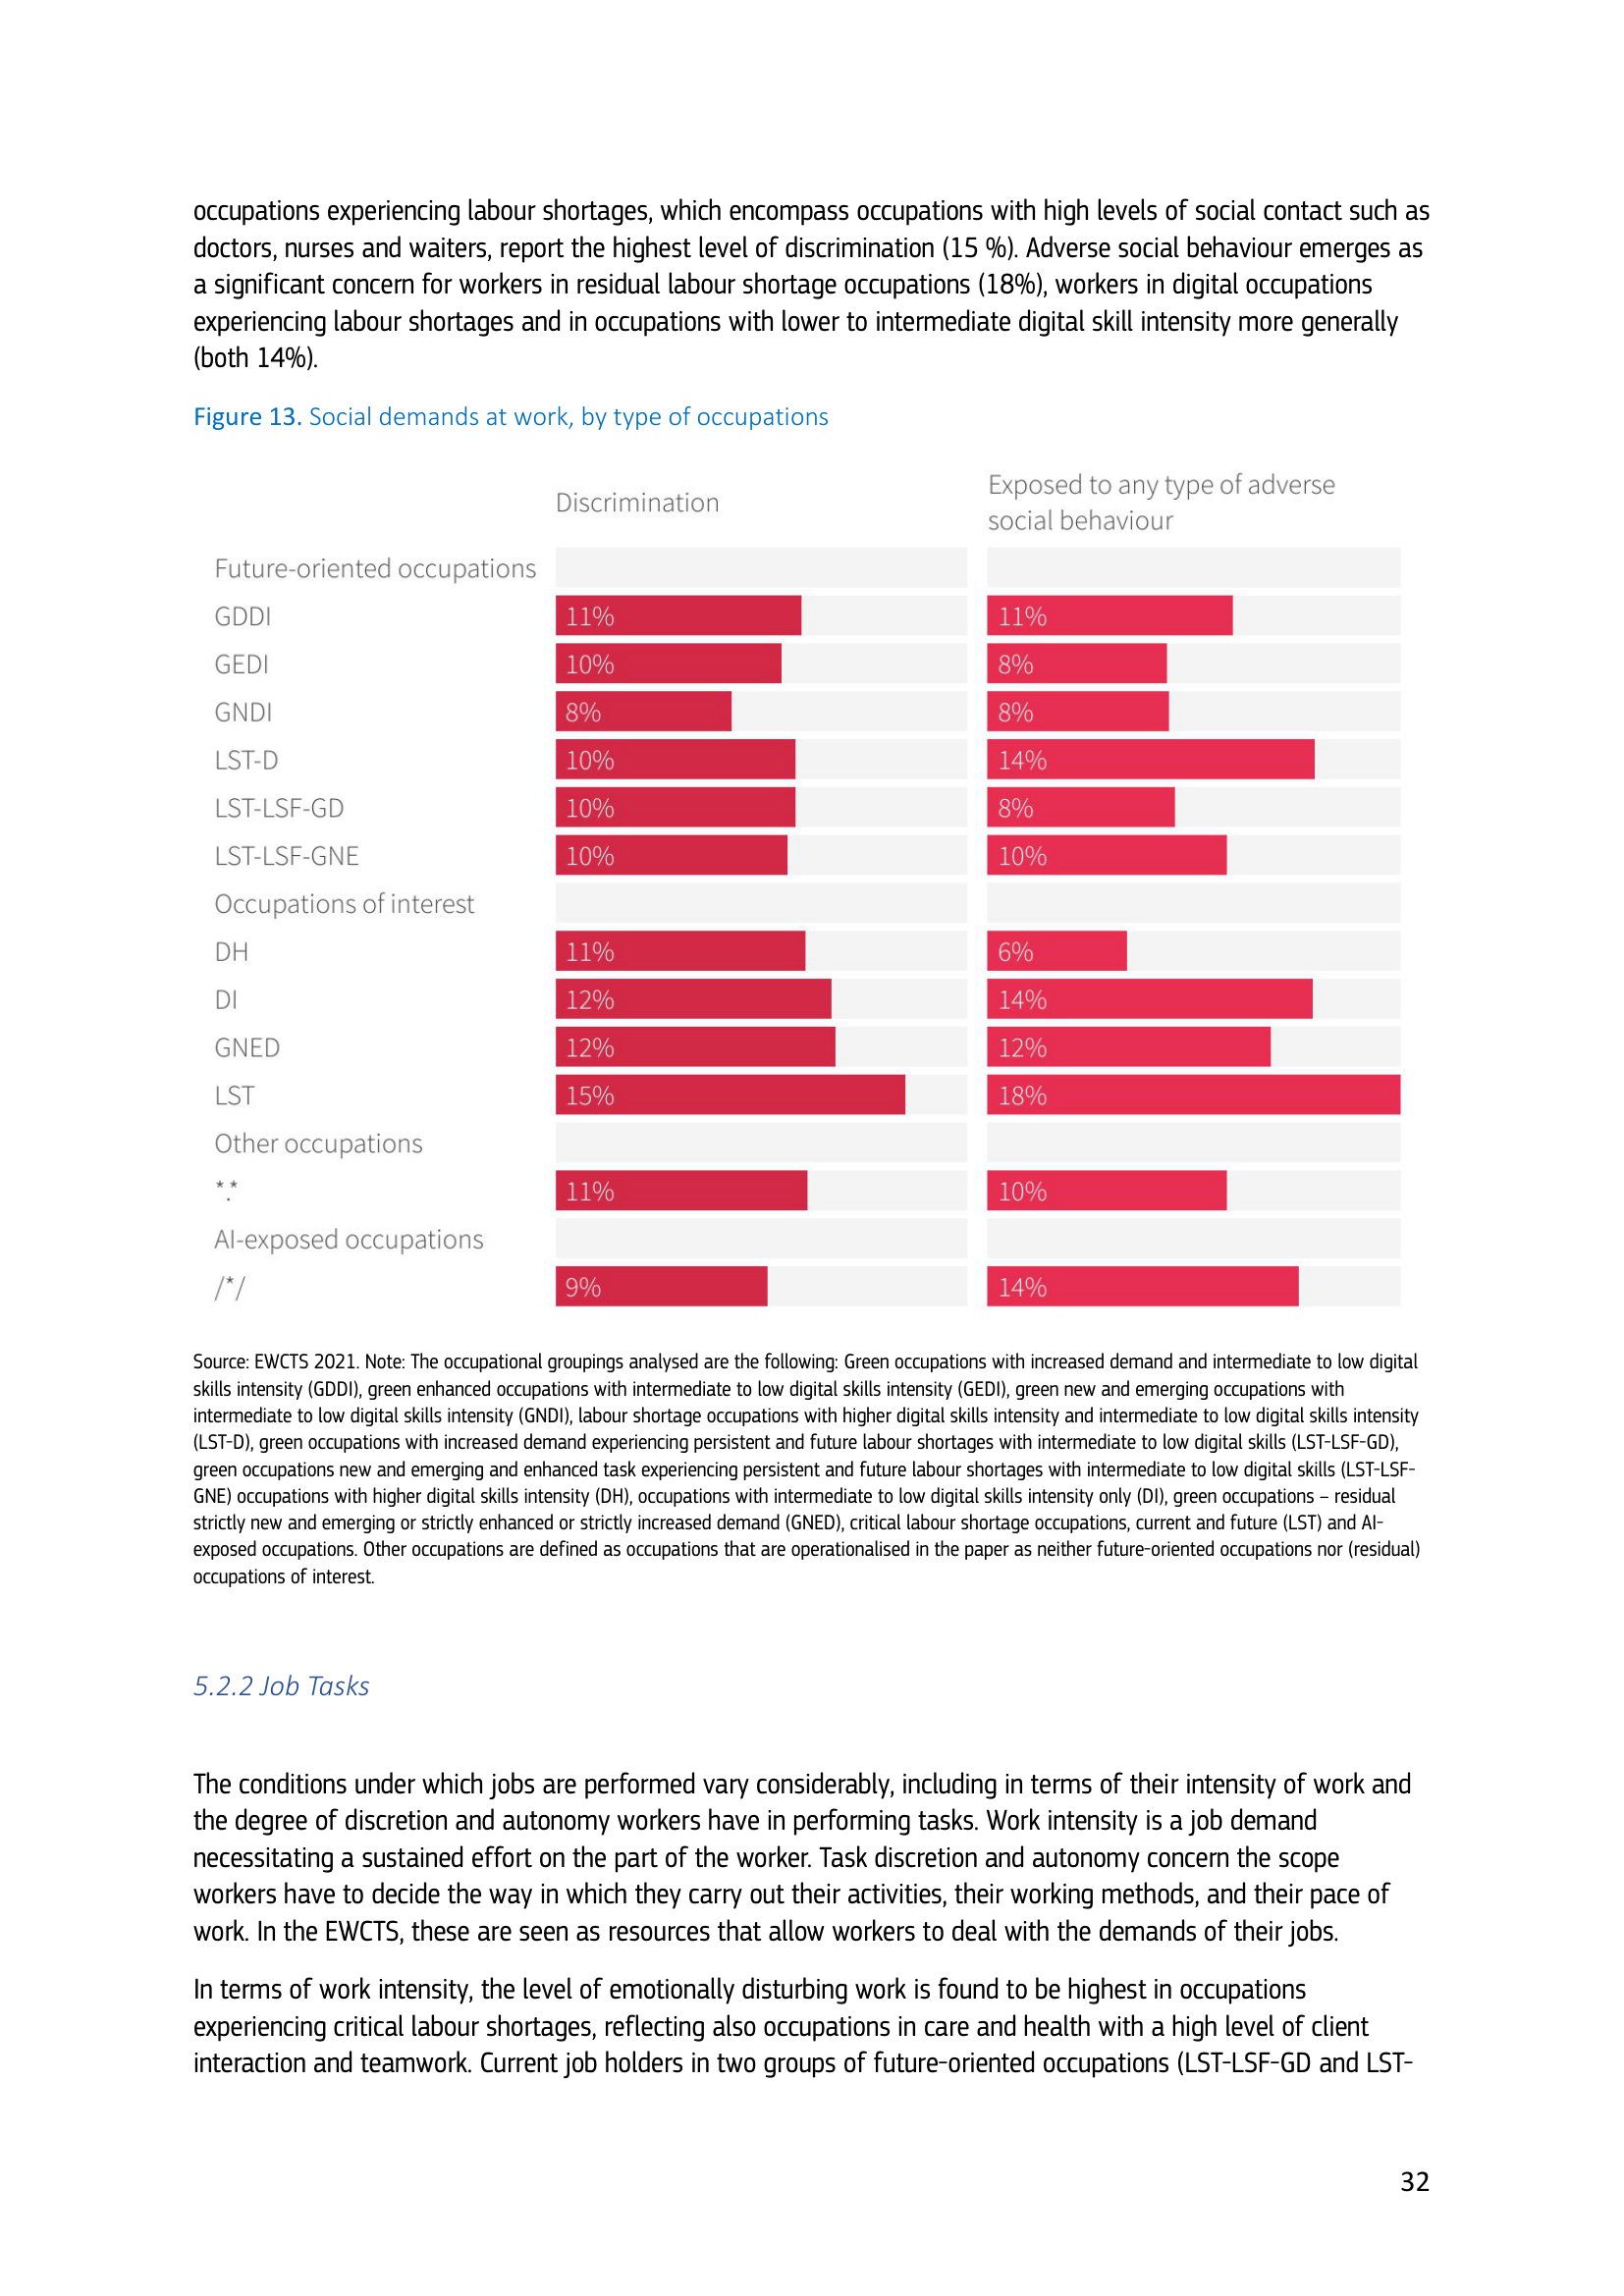 occupations experiencing labour shortages, which encompass occupations with high levels of social contact such as
doctors, nurses and waiters, report the highest level of discrimination (15 %). Adverse social behaviour emerges as
a significant concern for workers in residual labour shortage occupations (18%), workers in digital occupations
experiencing labour shortages and in occupations with lower to intermediate digital skill intensity more generally
(both 14%).
Figure 13. Social demands at work, by type of occupations
Discrimination
Exposed to any type of adverse
social behaviour
Future-oriented occupations
GDDI 11% 11%
GEDI 10% 8%
GNDI 8% 8%
LST-D 10% 14%
LST-LSF-GD 10% 8%
LST-LSF-GNE 10% 10%
Occupations of interest
DH 11% 6%
DI 12% 14%
GNED 12% 12%
LST 15% 18%
Other occupations
*.* 11% 10%
AI-exposed occupations
/*/ 9% 14%
Source: EWCTS 2021. Note: The occupational groupings analysed are the following: Green occupations with increased demand and intermediate to low digital
skills intensity (GDDI), green enhanced occupations with intermediate to low digital skills intensity (GEDI), green new and emerging occupations with
intermediate to low digital skills intensity (GNDI), labour shortage occupations with higher digital skills intensity and intermediate to low digital skills intensity
(LST-D), green occupations with increased demand experiencing persistent and future labour shortages with intermediate to low digital skills (LST-LSF-GD),
green occupations new and emerging and enhanced task experiencing persistent and future labour shortages with intermediate to low digital skills (LST-LSF-
GNE) occupations with higher digital skills intensity (DH), occupations with intermediate to low digital skills intensity only (DI), green occupations – residual
strictly new and emerging or strictly enhanced or strictly increased demand (GNED), critical labour shortage occupations, current and future (LST) and AI-
exposed occupations. Other occupations are defined as occupations that are operationalised in the paper as neither future-oriented occupations nor (residual)
occupations of interest.
5.2.2 Job Tasks
The conditions under which jobs are performed vary considerably, including in terms of their intensity of work and
the degree of discretion and autonomy workers have in performing tasks. Work intensity is a job demand
necessitating a sustained effort on the part of the worker. Task discretion and autonomy concern the scope
workers have to decide the way in which they carry out their activities, their working methods, and their pace of
work. In the EWCTS, these are seen as resources that allow workers to deal with the demands of their jobs.
In terms of work intensity, the level of emotionally disturbing work is found to be highest in occupations
experiencing critical labour shortages, reflecting also occupations in care and health with a high level of client
interaction and teamwork. Current job holders in two groups of future-oriented occupations (LST-LSF-GD and LST-
32